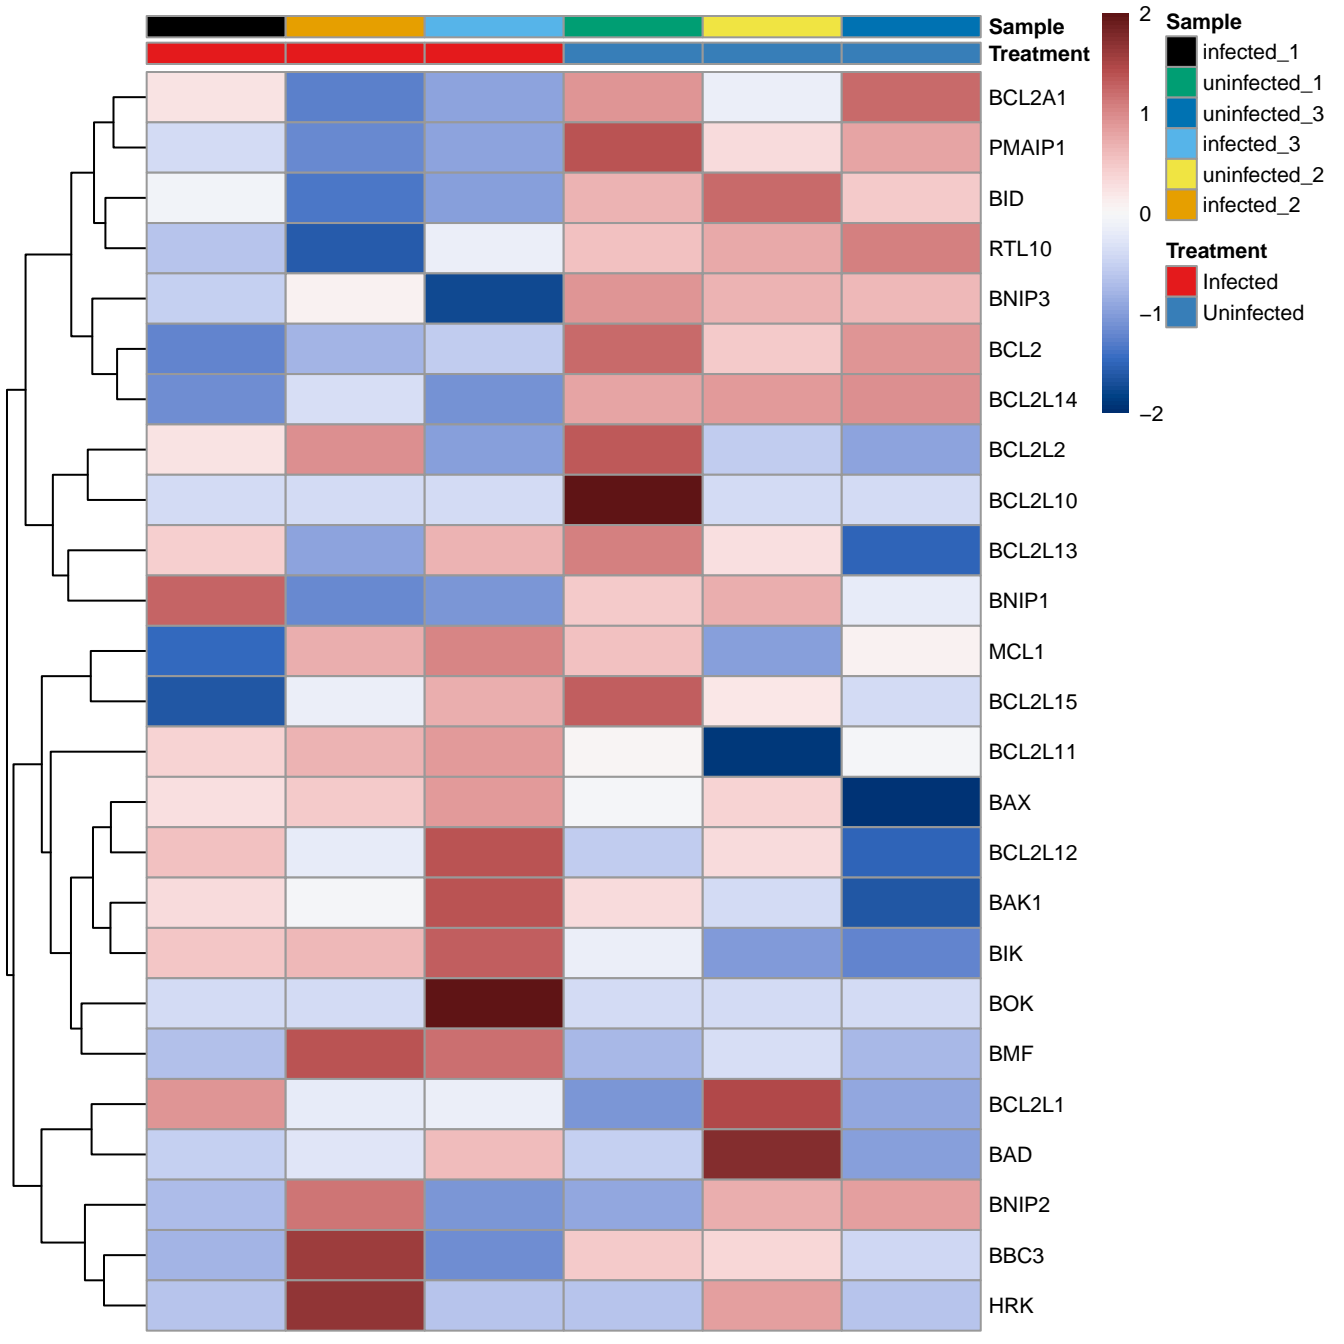 Sample
Treatment
BCL2A1
PMAIP1
BID
RTL10
BNIP3
BCL2
BCL2L14
BCL2L2
BCL2L10
BCL2L13
BNIP1
MCL1
BCL2L15
BCL2L11
BAX
BCL2L12
BAK1
BIK
BOK
BMF
BCL2L1
BAD
BNIP2
BBC3
HRK
2
1
0
−1
−2
Sample
infected_1
uninfected_1
uninfected_3
infected_3
uninfected_2
infected_2
Treatment
Infected
Uninfected